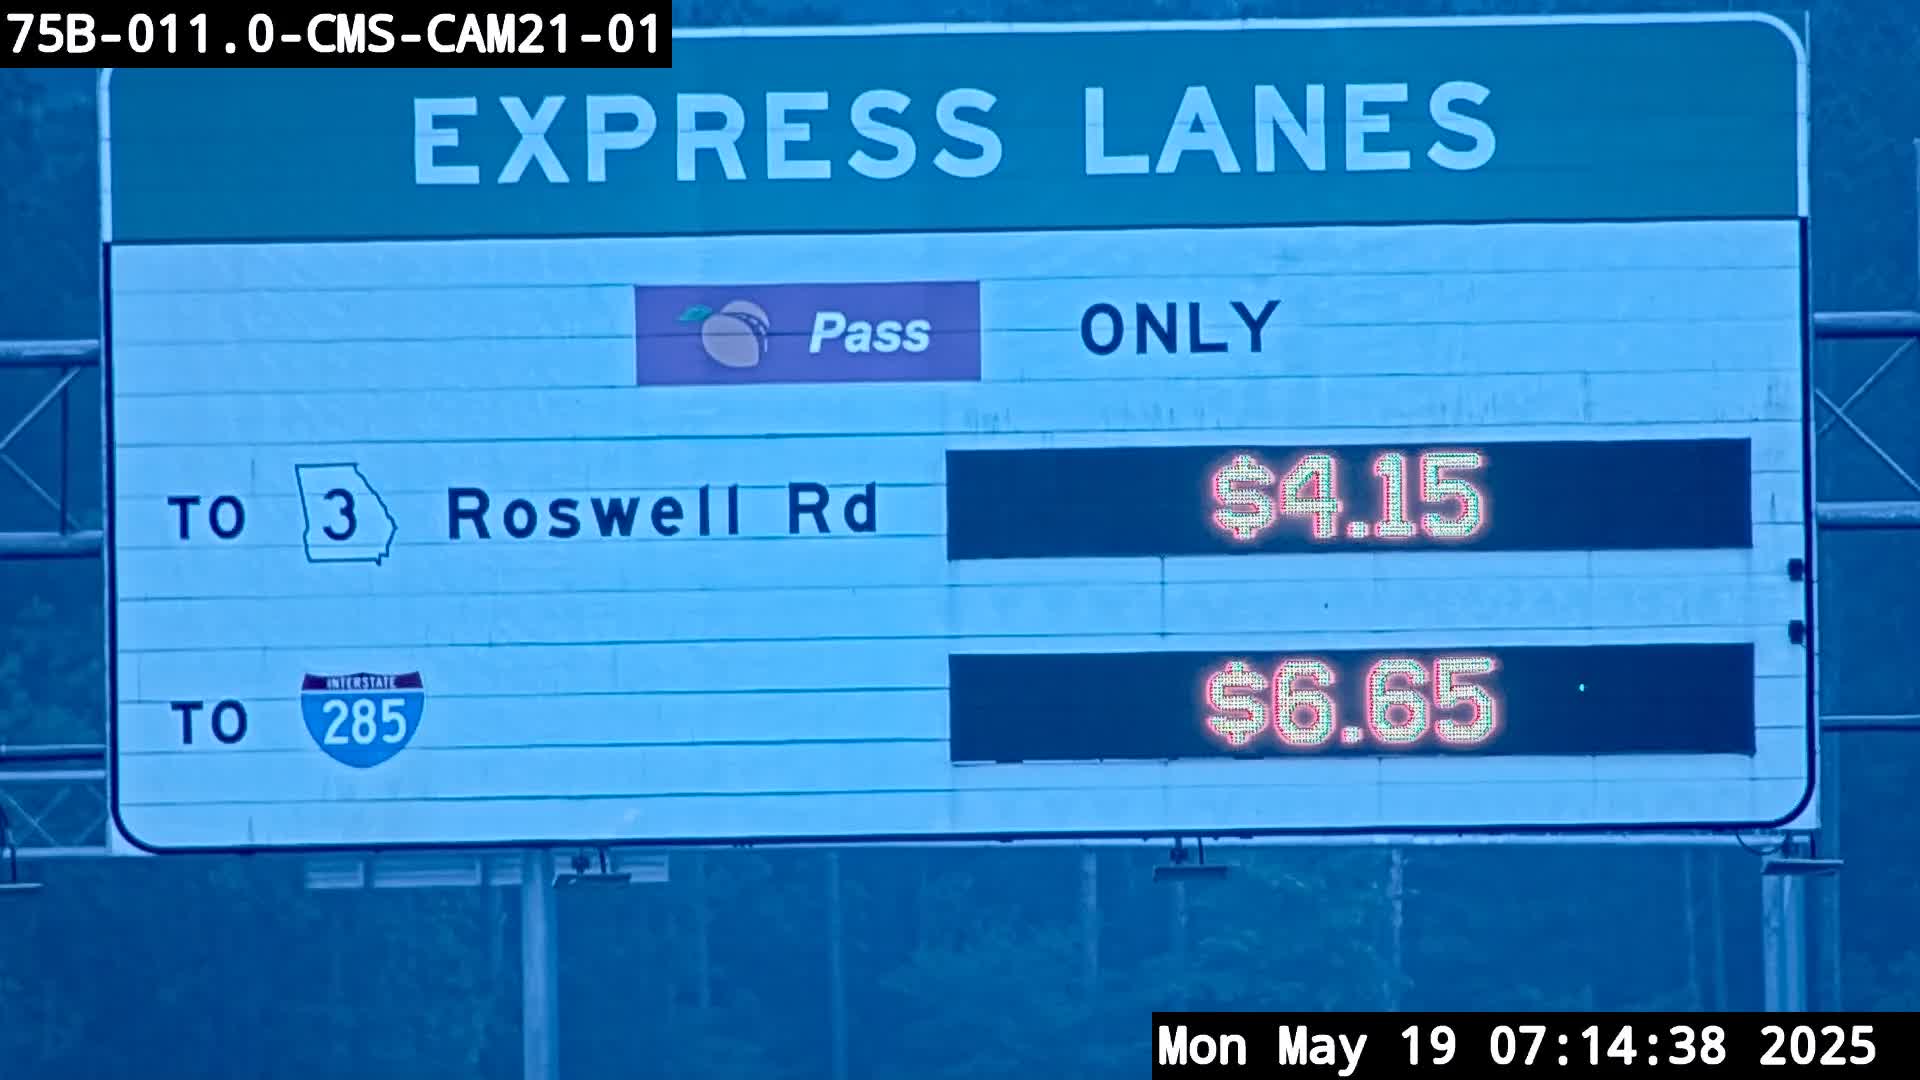 75B-011.0-CMS-CAM21-01
EXPRESS LANES
Pass ONLY
TO 3 Roswell Rd $4.15
INTERSTATE
TO 285 $6.65
Mon May 19 07:14:38 2025